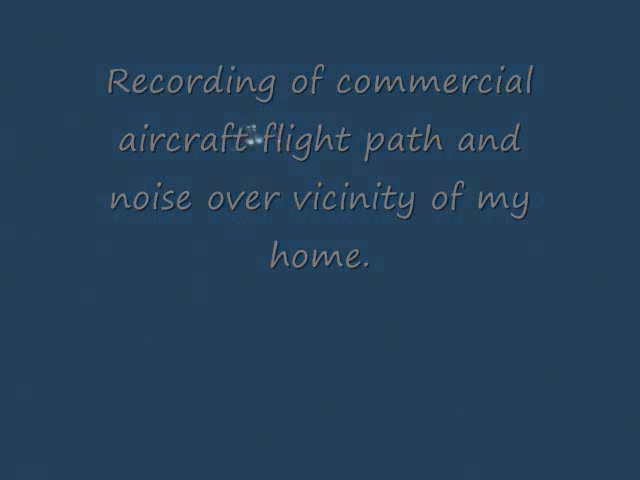 Recording of commercial
aircraft flight path and
noise over vicinity of my
home.